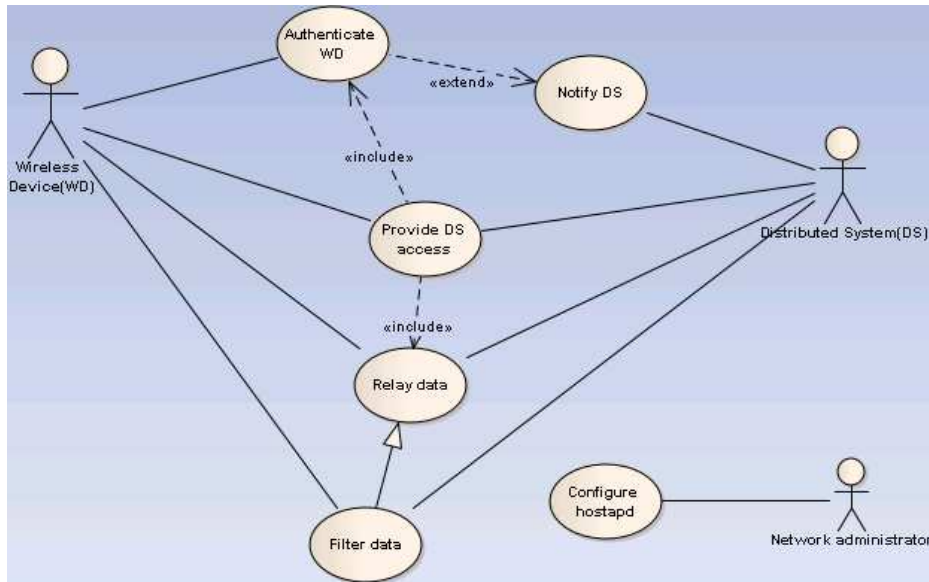 Authenticate
WD
«extend»
Notify DS
Wireless
Device(WD)
«include»
Provide DS
access
Distributed System(DS)
«include»
Relay data
Configure
hostapd
Filter data
Network administrator